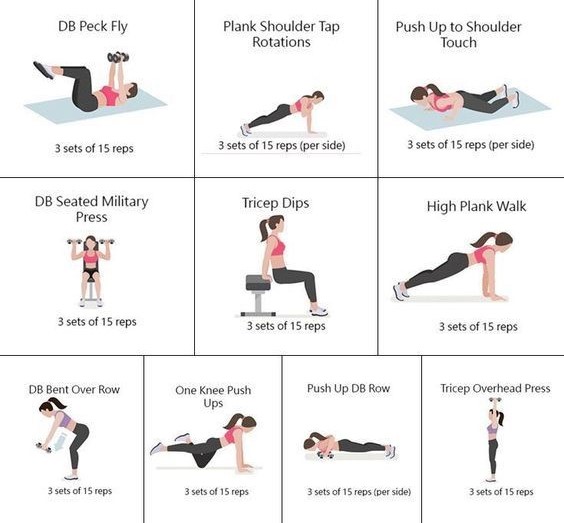 DB Peck Fly
3 sets of 15 reps
Plank Shoulder Tap
Rotations
3 sets of 15 reps (per side)
Push Up to Shoulder
Touch
3 sets of 15 reps (per side)
DB Seated Military
Press
3 sets of 15 reps
Tricep Dips
3 sets of 15 reps
High Plank Walk
3 sets of 15 reps
DB Bent Over Row
3 sets of 15 reps
One Knee Push
Ups
3 sets of 15 reps
Push Up DB Row
3 sets of 15 reps (per side)
Tricep Overhead Press
3 sets of 15 reps